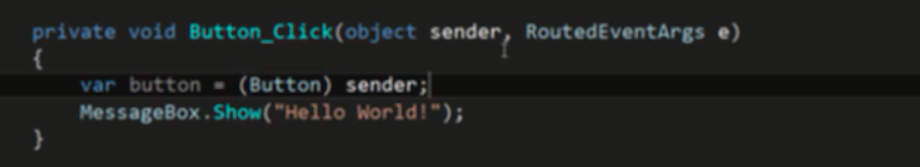 private void Button_Click(object sender, RoutedEventArgs e)
{
var button = (Button) sender;
MessageBox.Show("Hello World!");
}